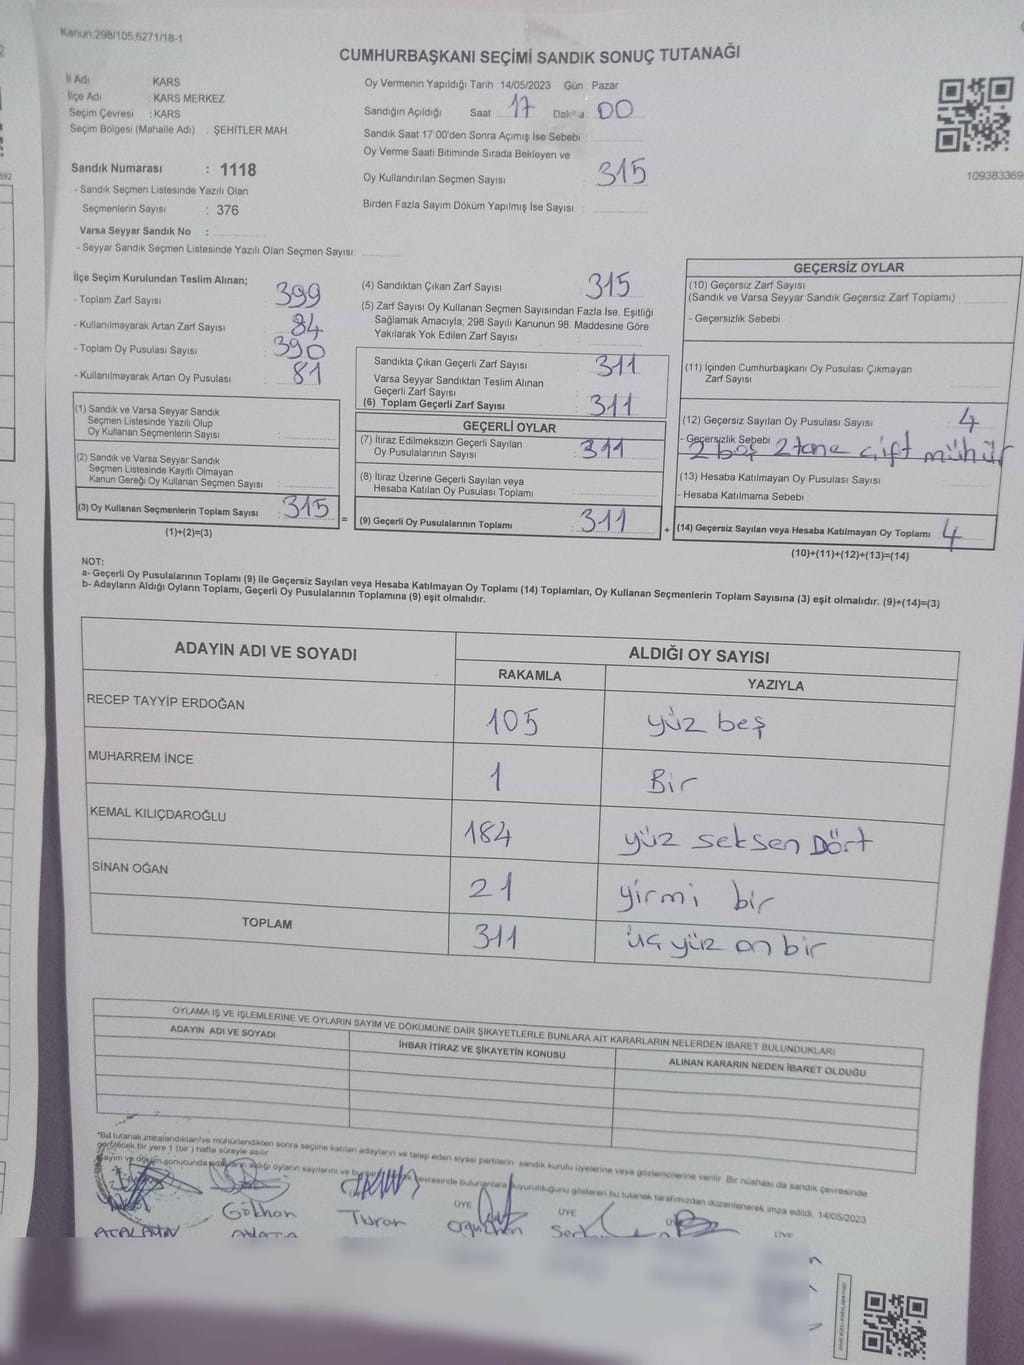 Kanun:298/105,6271/18-1
CUMHURBAŞKANI SEÇİMİ SANDIK SONUÇ TUTANAĞI
İl Adı : KARS
İlçe Adı : KARS MERKEZ
Seçim Çevresi : KARS
Seçim Bölgesi (Mahalle Adı) : ŞEHİTLER MAH.
Sandık Numarası : 1118
- Sandık Seçmen Listesinde Yazılı Olan
Seçmenlerin Sayısı : 376
Varsa Seyyar Sandık No :
- Seyyar Sandık Seçmen Listesinde Yazılı Olan Seçmen Sayısı:
Oy Vermenin Yapıldığı Tarih : 14/05/2023 Gün : Pazar
Sandığın Açıldığı Saat 17 Dakika 00
Sandık Saat 17:00'den Sonra Açımış İse Sebebi
Oy Verme Saati Bitiminde Sırada Bekleyen ve
Oy Kullandırılan Seçmen Sayısı : 315
Birden Fazla Sayım Döküm Yapılmış İse Sayısı :
109383369
İlçe Seçim Kurulundan Teslim Alınan;
- Toplam Zarf Sayısı : 399
- Kullanılmayarak Artan Zarf Sayısı : 84
- Toplam Oy Pusulası Sayısı : 390
- Kullanılmayarak Artan Oy Pusulası : 81
(1) Sandık ve Varsa Seyyar Sandık
Seçmen Listesinde Yazılı Olup
Oy Kullanan Seçmenlerin Sayısı :
(2) Sandık ve Varsa Seyyar Sandık
Seçmen Listesinde Kayıtlı Olmayan
Kanun Gereği Oy Kullanan Seçmen Sayısı :
(3) Oy Kullanan Seçmenlerin Toplam Sayısı : 315
(1)+(2)=(3)
(4) Sandıktan Çıkan Zarf Sayısı : 315
(5) Zarf Sayısı Oy Kullanan Seçmen Sayısından Fazla İse, Eşitliği
Sağlamak Amacıyla; 298 Sayılı Kanunun 98. Maddesine Göre
Yakılarak Yok Edilen Zarf Sayısı :
Sandıkta Çıkan Geçerli Zarf Sayısı : 311
Varsa Seyyar Sandıktan Teslim Alınan
Geçerli Zarf Sayısı :
(6) Toplam Geçerli Zarf Sayısı : 311
GEÇERLİ OYLAR
(7) İtiraz Edilmeksizin Geçerli Sayılan
Oy Pusulalarının Sayısı : 311
(8) İtiraz Üzerine Geçerli Sayılan veya
Hesaba Katılan Oy Pusulası Toplamı :
= (9) Geçerli Oy Pusulalarının Toplamı : 311 +
GEÇERSİZ OYLAR
(10) Geçersiz Zarf Sayısı
(Sandık ve Varsa Seyyar Sandık Geçersiz Zarf Toplamı) :
- Geçersizlik Sebebi :
(11) İçinden Cumhurbaşkanı Oy Pusulası Çıkmayan
Zarf Sayısı :
(12) Geçersiz Sayılan Oy Pusulası Sayısı : 4
- Geçersizlik Sebebi 2 boş 2 tane çift mühür
(13) Hesaba Katılmayan Oy Pusulası Sayısı :
- Hesaba Katılmama Sebebi :
(14) Geçersiz Sayılan veya Hesaba Katılmayan Oy Toplamı : 4
(10)+(11)+(12)+(13)=(14)
NOT:
a- Geçerli Oy Pusulalarının Toplamı (9) ile Geçersiz Sayılan veya Hesaba Katılmayan Oy Toplamı (14) Toplamları, Oy Kullanan Seçmenlerin Toplam Sayısına (3) eşit olmalıdır. (9)+(14)=(3)
b- Adayların Aldığı Oyların Toplamı, Geçerli Oy Pusulalarının Toplamına (9) eşit olmalıdır.
ADAYIN ADI VE SOYADI ALDIĞI OY SAYISI
RAKAMLA YAZIYLA
RECEP TAYYİP ERDOĞAN 105 yüz beş
MUHARREM İNCE 1 Bir
KEMAL KILIÇDAROĞLU 184 yüz seksen Dört
SİNAN OĞAN 21 yirmi bir
TOPLAM 311 üç yüz on bir
OYLAMA İŞ VE İŞLEMLERİNE VE OYLARIN SAYIM VE DÖKÜMÜNE DAİR ŞİKAYETLERLE BUNLARA AİT KARARLARIN NELERDEN İBARET BULUNDUKLARI
ADAYIN ADI VE SOYADI İHBAR İTİRAZ VE ŞİKAYETİN KONUSU ALINAN KARARIN NEDEN İBARET OLDUĞU
*Bu tutanak imzalandıktan ve mühürlendikten sonra seçime katılan adayların ve talep eden siyasi partilerin sandık kurulu üyelerine veya gözlemcilerine verilir. Bir nüshası da sandık çevresinde
görülecek bir yere 1 (bir) hafta süreyle asılır.
Sayım ve döküm sonucunda adayların aldığı oyların sayılarını ve çevresinde bulunanlara duyurulduğunu gösteren bu tutanak tarafımızdan düzenlenerek imza edildi. 14/05/2023
ÜYE ÜYE ÜYE ÜYE
Gökhan Turan Oğuzhan